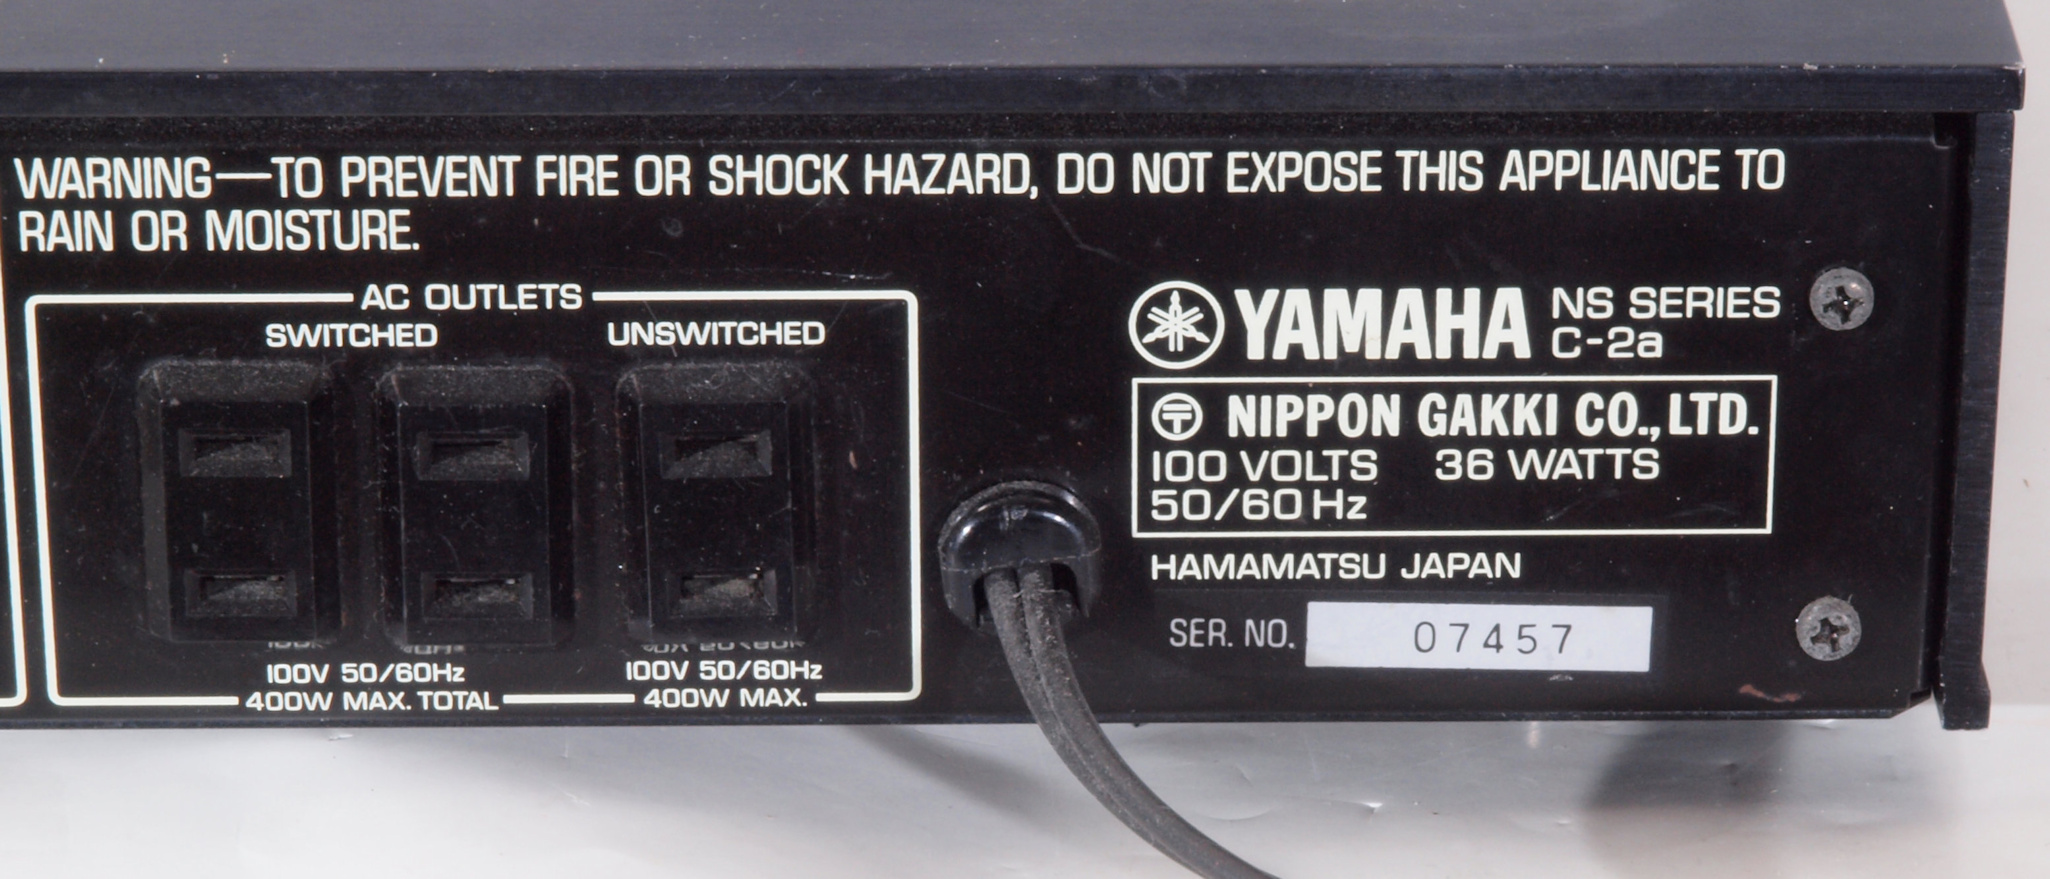 WARNING—TO PREVENT FIRE OR SHOCK HAZARD, DO NOT EXPOSE THIS APPLIANCE TO
RAIN OR MOISTURE.
AC OUTLETS
SWITCHED
UNSWITCHED
100V 50/60Hz
400W MAX. TOTAL
100V 50/60Hz
400W MAX.
YAMAHA NS SERIES
C-2a
NIPPON GAKKI CO., LTD.
100 VOLTS 36 WATTS
50/60 Hz
HAMAMATSU JAPAN
SER. NO. 07457